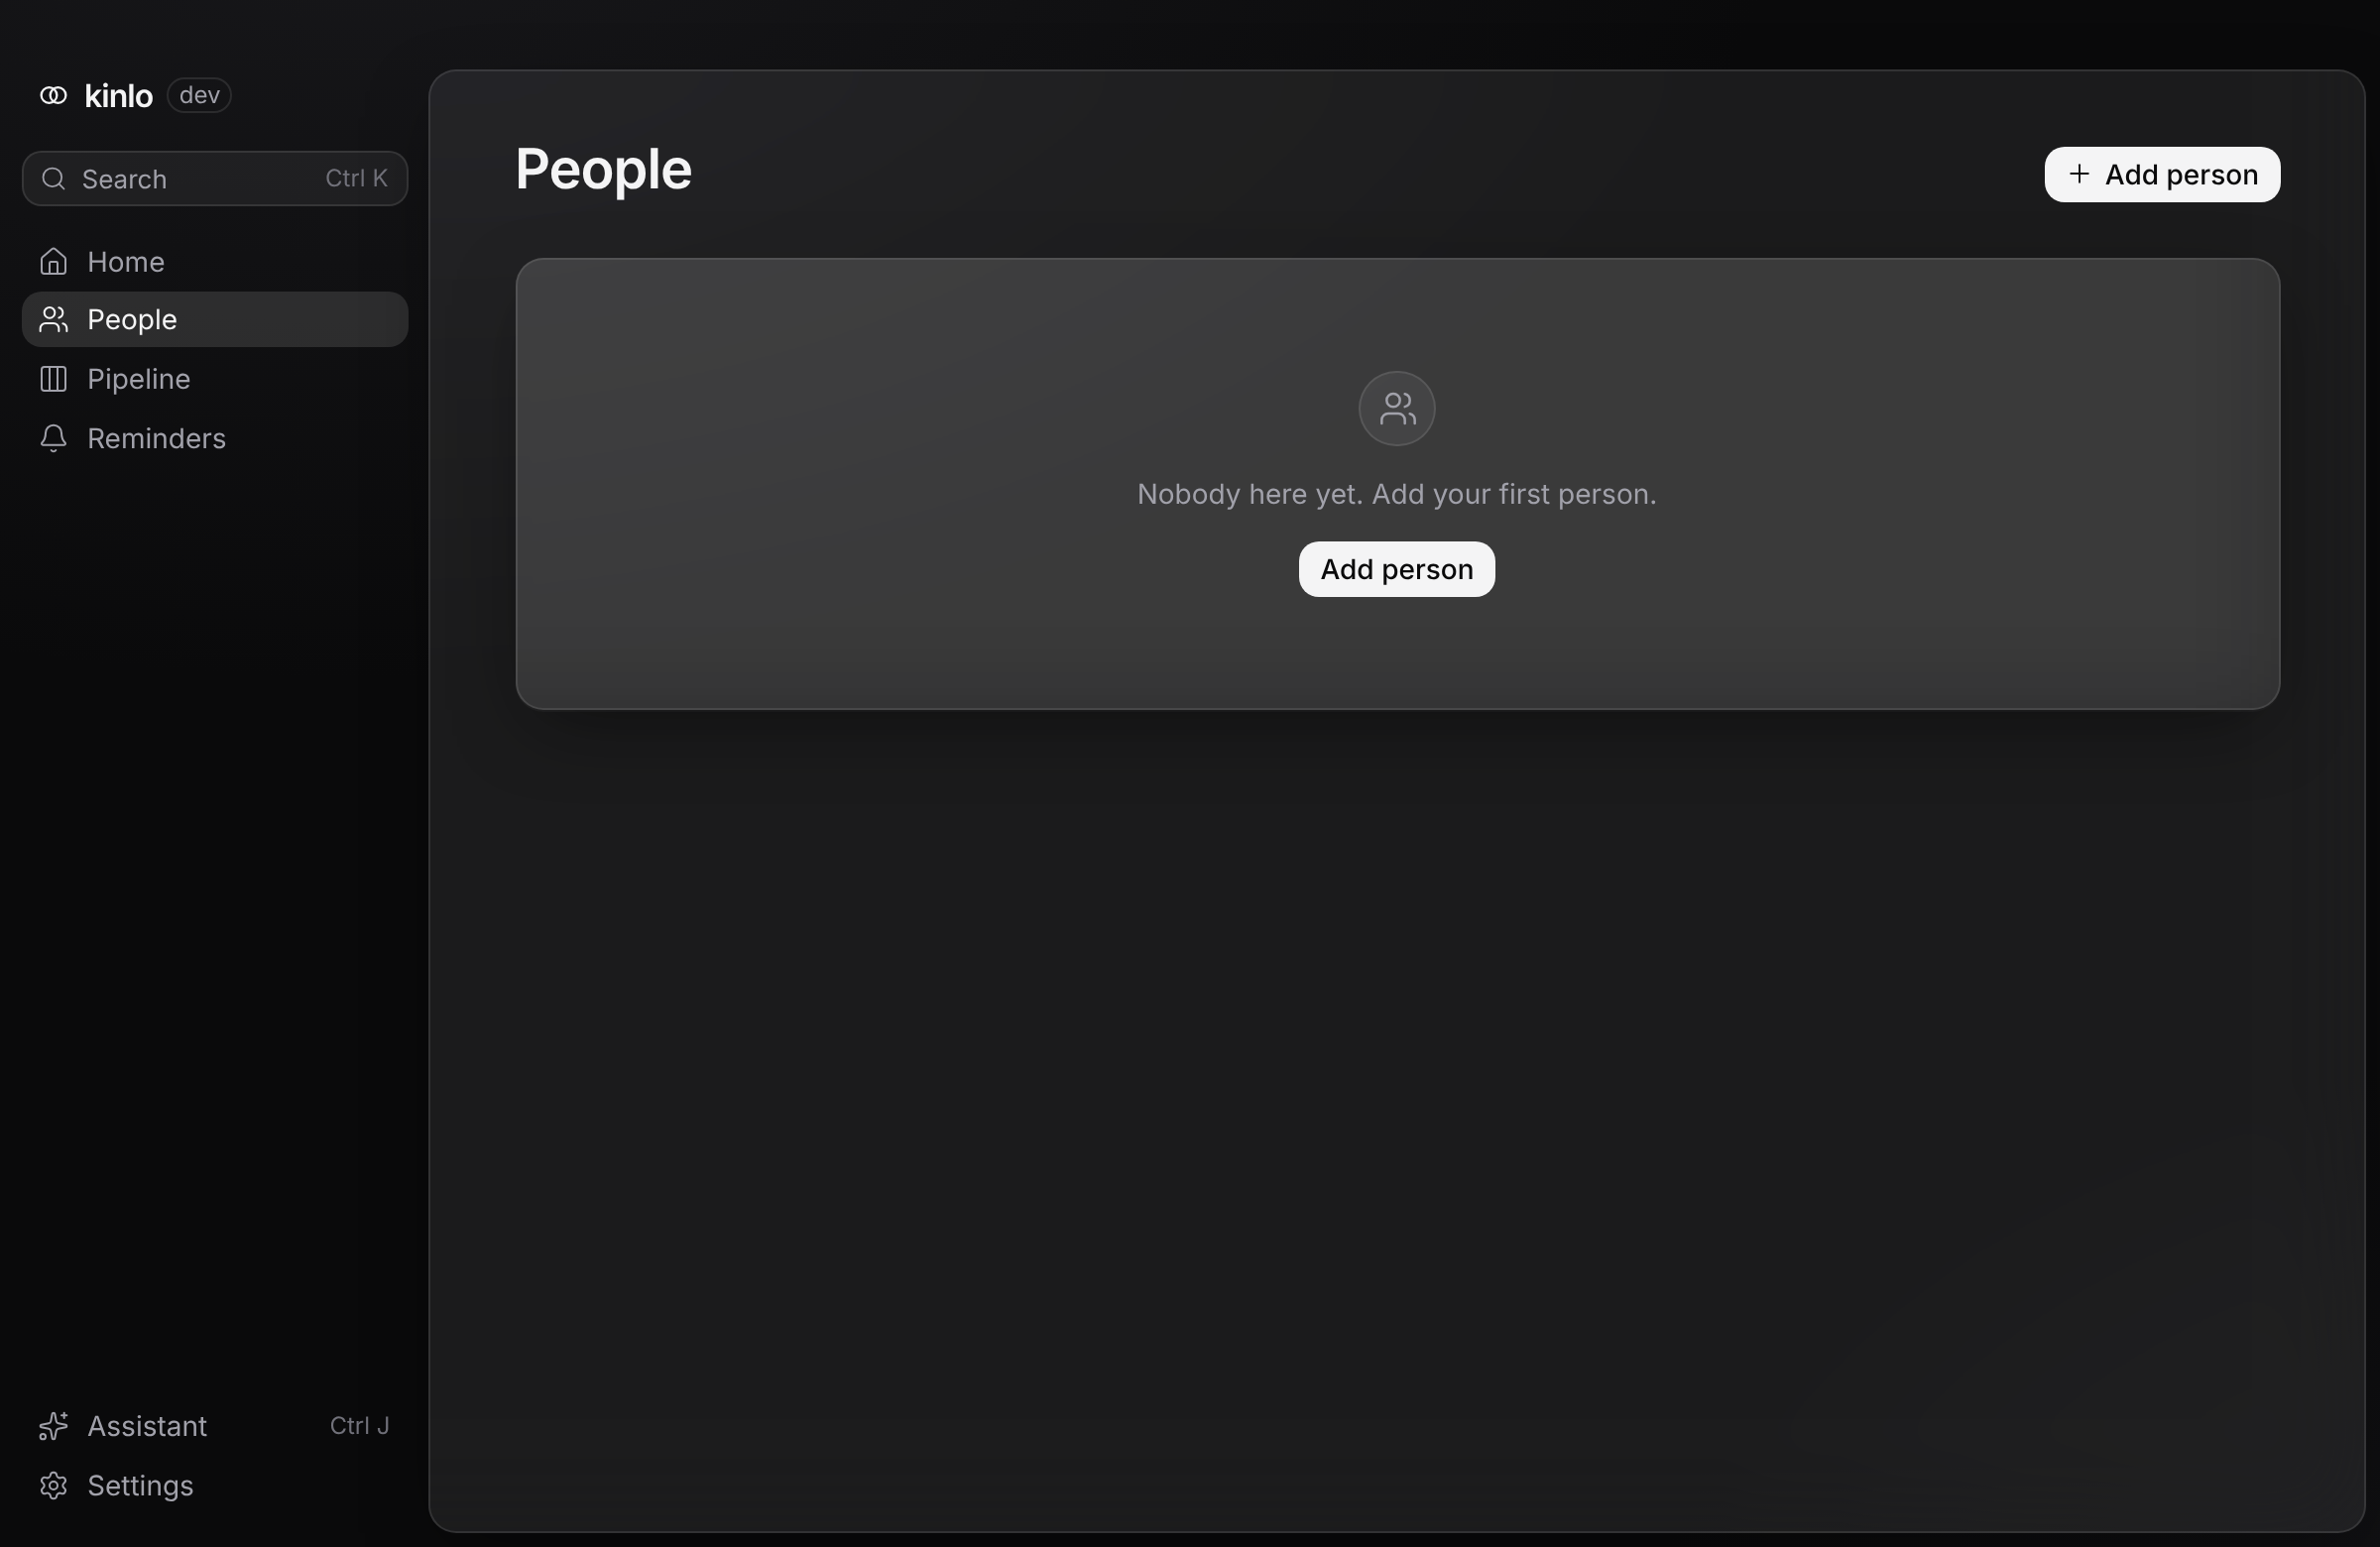 kinlo dev
Search Ctrl K
Home
People
Pipeline
Reminders
Assistant Ctrl J
Settings
People
Add person
Nobody here yet. Add your first person.
Add person